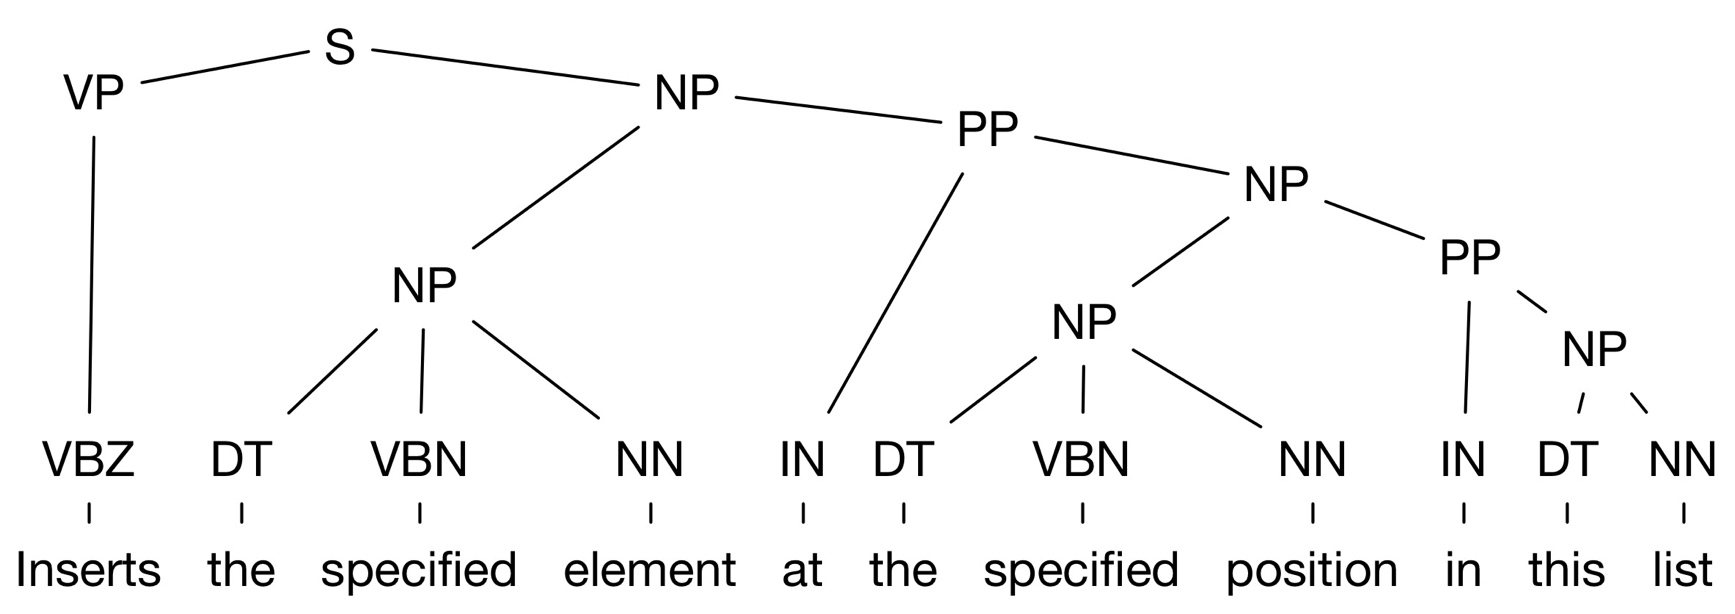 S
VP NP
PP
NP
PP
NP
NP
NP
VBZ DT VBN NN IN DT VBN NN IN DT NN
Inserts the specified element at the specified position in this list